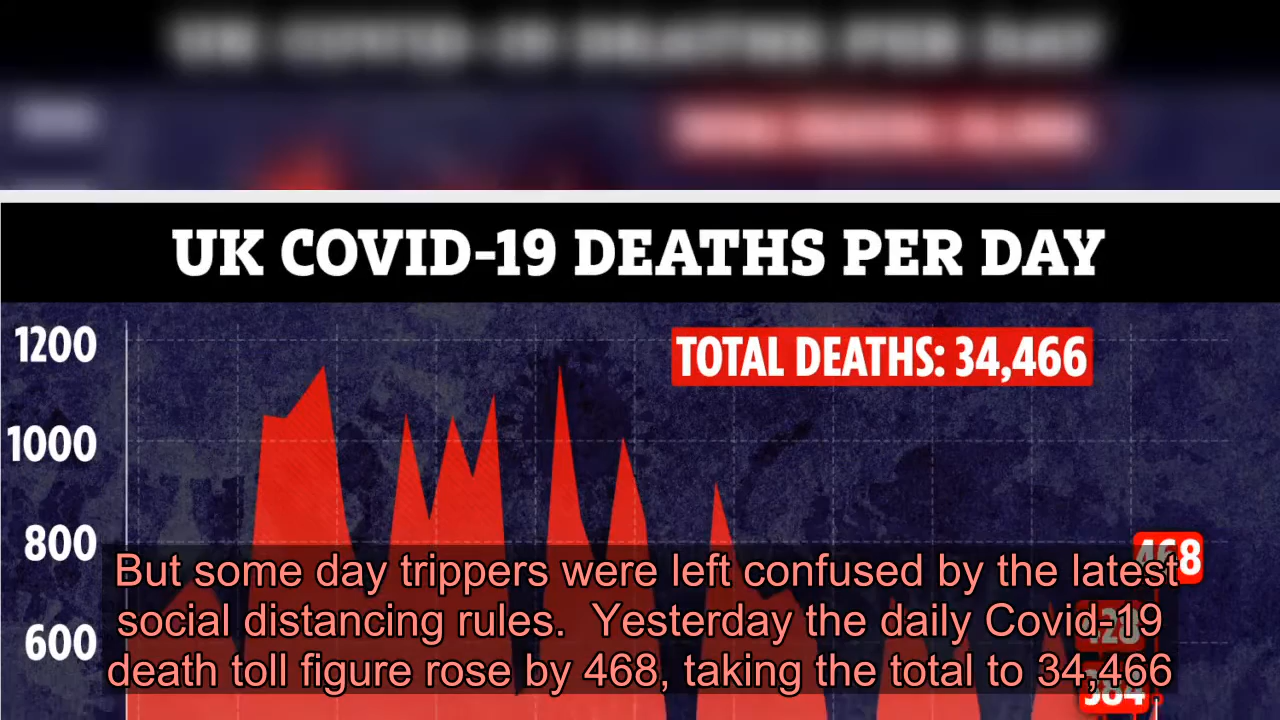 UK COVID-19 DEATHS PER DAY
1200
TOTAL DEATHS: 34,466
1000
800
468
But some day trippers were left confused by the latest
social distancing rules.  Yesterday the daily Covid-19
600
death toll figure rose by 468, taking the total to 34,466
384